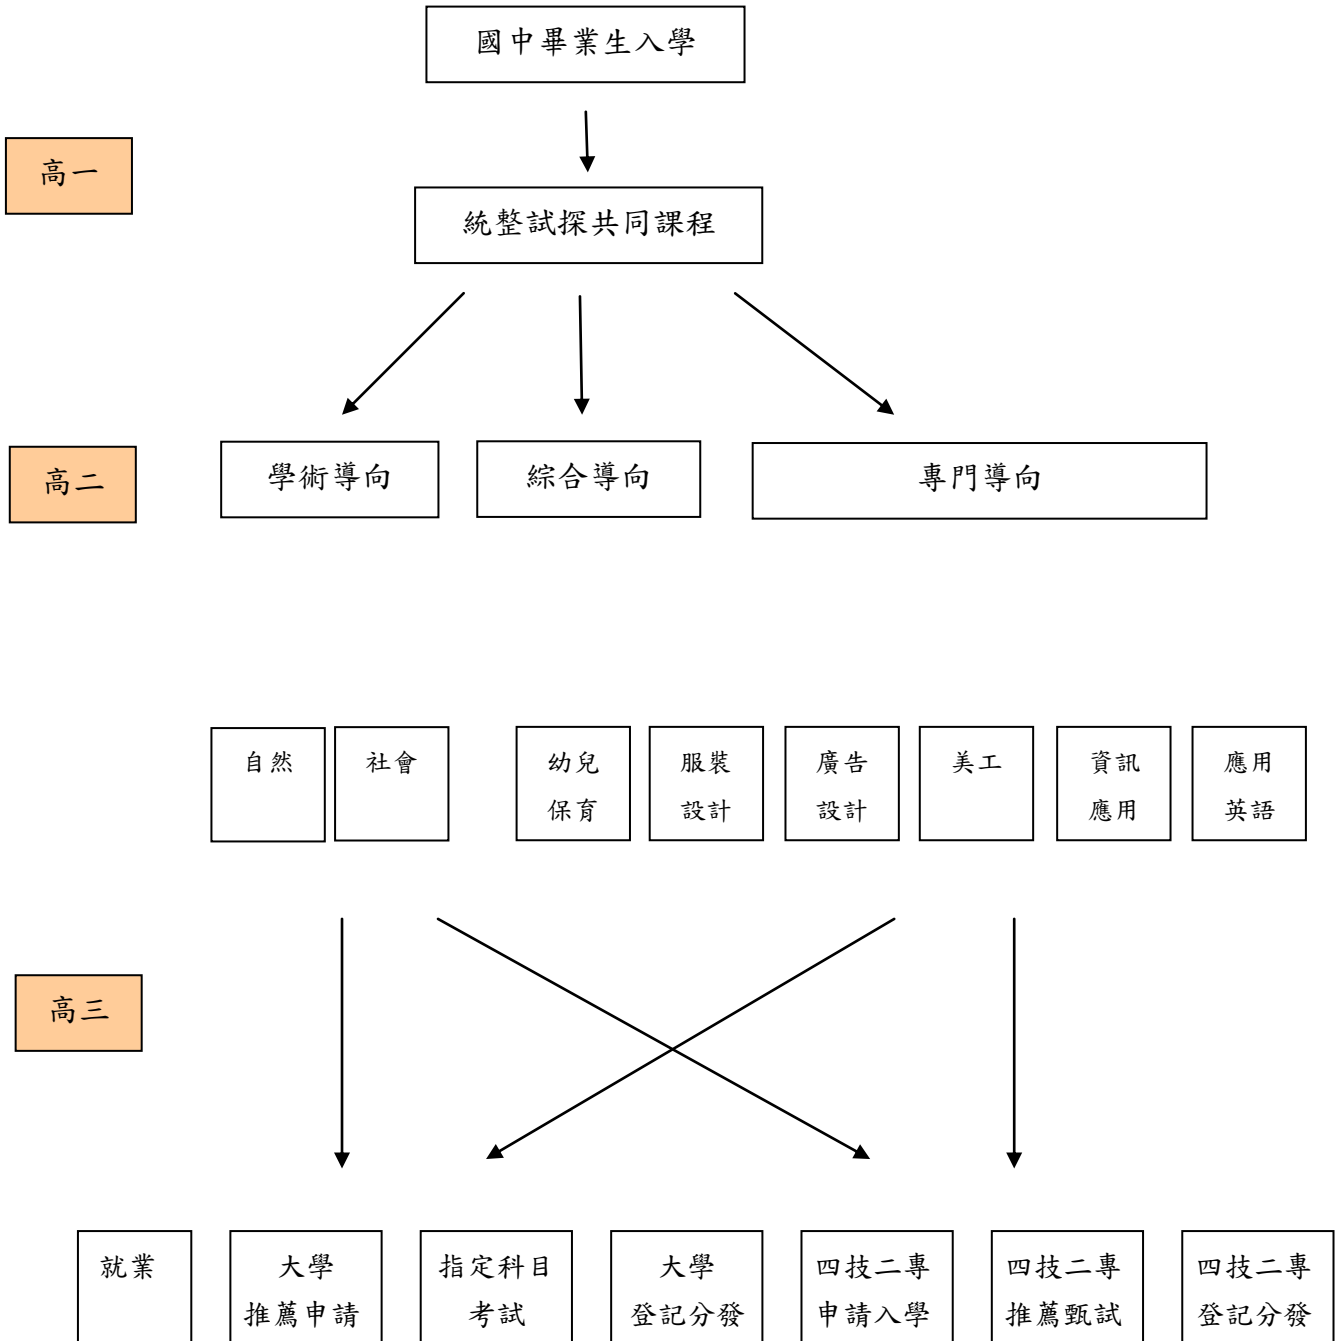 國中畢業生入學
高一
統整試探共同課程
高二
學術導向
綜合導向
專門導向
自然
社會
幼兒
保育
服裝
設計
廣告
設計
美工
資訊
應用
應用
英語
高三
就業
大學
推薦申請
指定科目
考試
大學
登記分發
四技二專
申請入學
四技二專
推薦甄試
四技二專
登記分發